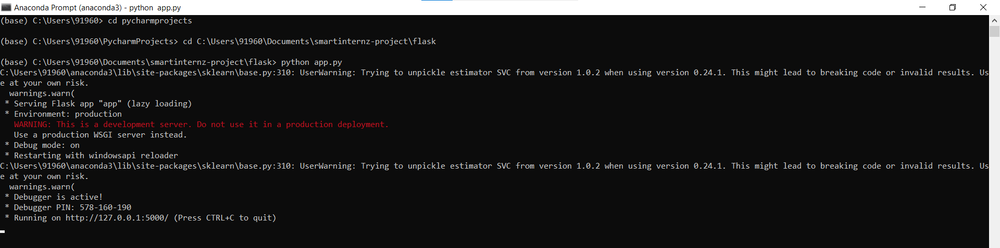 Anaconda Prompt (anaconda3) - python  app.py
(base) C:\Users\91960> cd pycharmprojects
(base) C:\Users\91960\PycharmProjects> cd C:\Users\91960\Documents\smartinternz-project\flask
(base) C:\Users\91960\Documents\smartinternz-project\flask> python app.py
C:\Users\91960\anaconda3\lib\site-packages\sklearn\base.py:310: UserWarning: Trying to unpickle estimator SVC from version 1.0.2 when using version 0.24.1. This might lead to breaking code or invalid results. Us
e at your own risk.
  warnings.warn(
 * Serving Flask app "app" (lazy loading)
 * Environment: production
   WARNING: This is a development server. Do not use it in a production deployment.
   Use a production WSGI server instead.
 * Debug mode: on
 * Restarting with windowsapi reloader
C:\Users\91960\anaconda3\lib\site-packages\sklearn\base.py:310: UserWarning: Trying to unpickle estimator SVC from version 1.0.2 when using version 0.24.1. This might lead to breaking code or invalid results. Us
e at your own risk.
  warnings.warn(
 * Debugger is active!
 * Debugger PIN: 578-160-190
 * Running on http://127.0.0.1:5000/ (Press CTRL+C to quit)